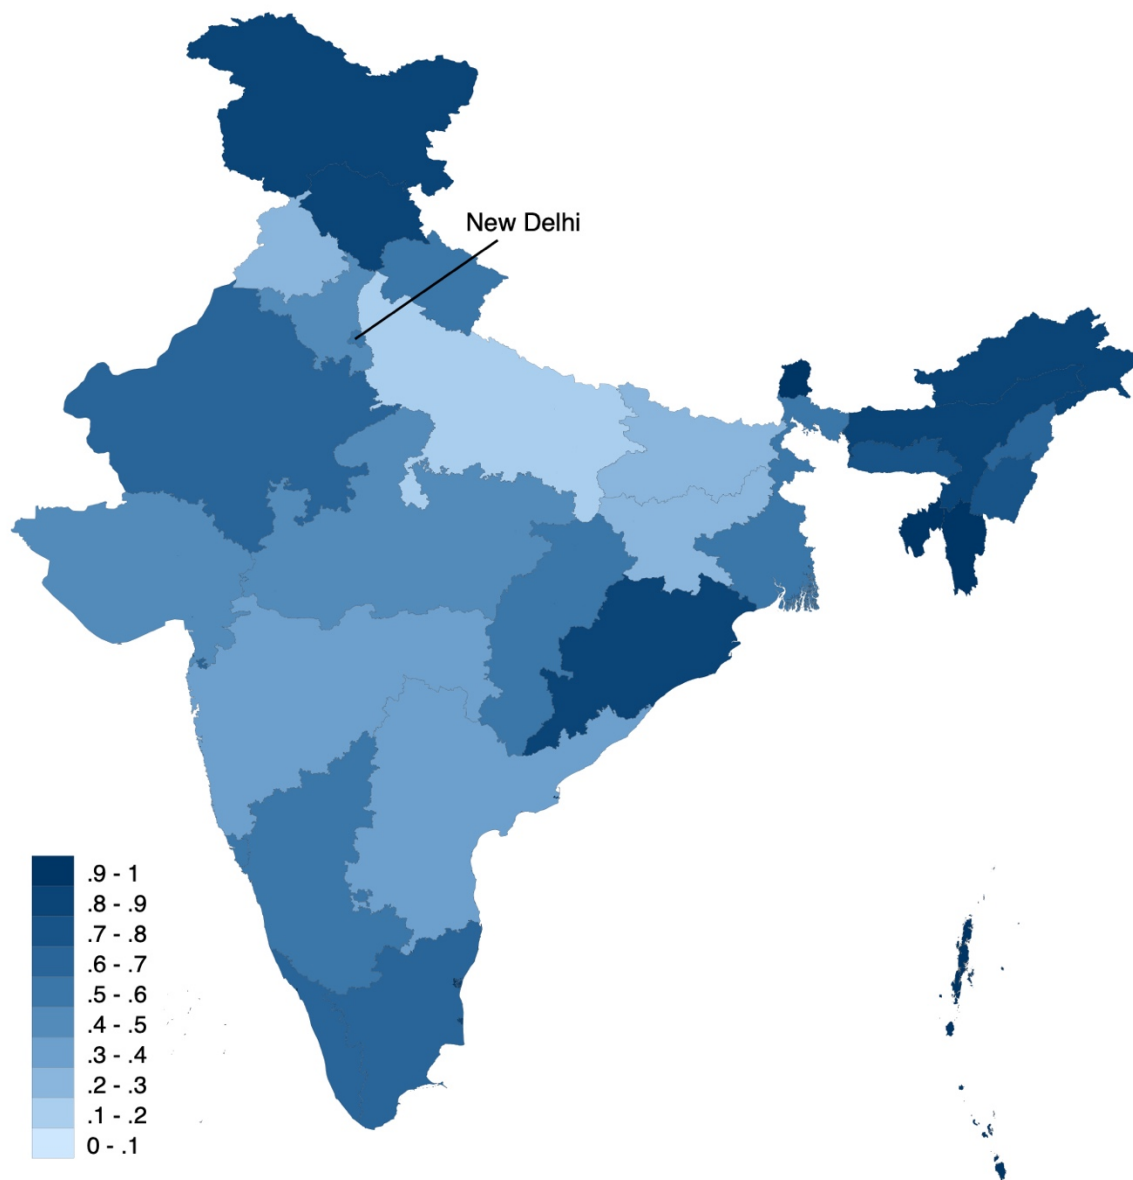 New Delhi
.9 - 1
.8 - .9
.7 - .8
.6 - .7
.5 - .6
.4 - .5
.3 - .4
.2 - .3
.1 - .2
0 - .1